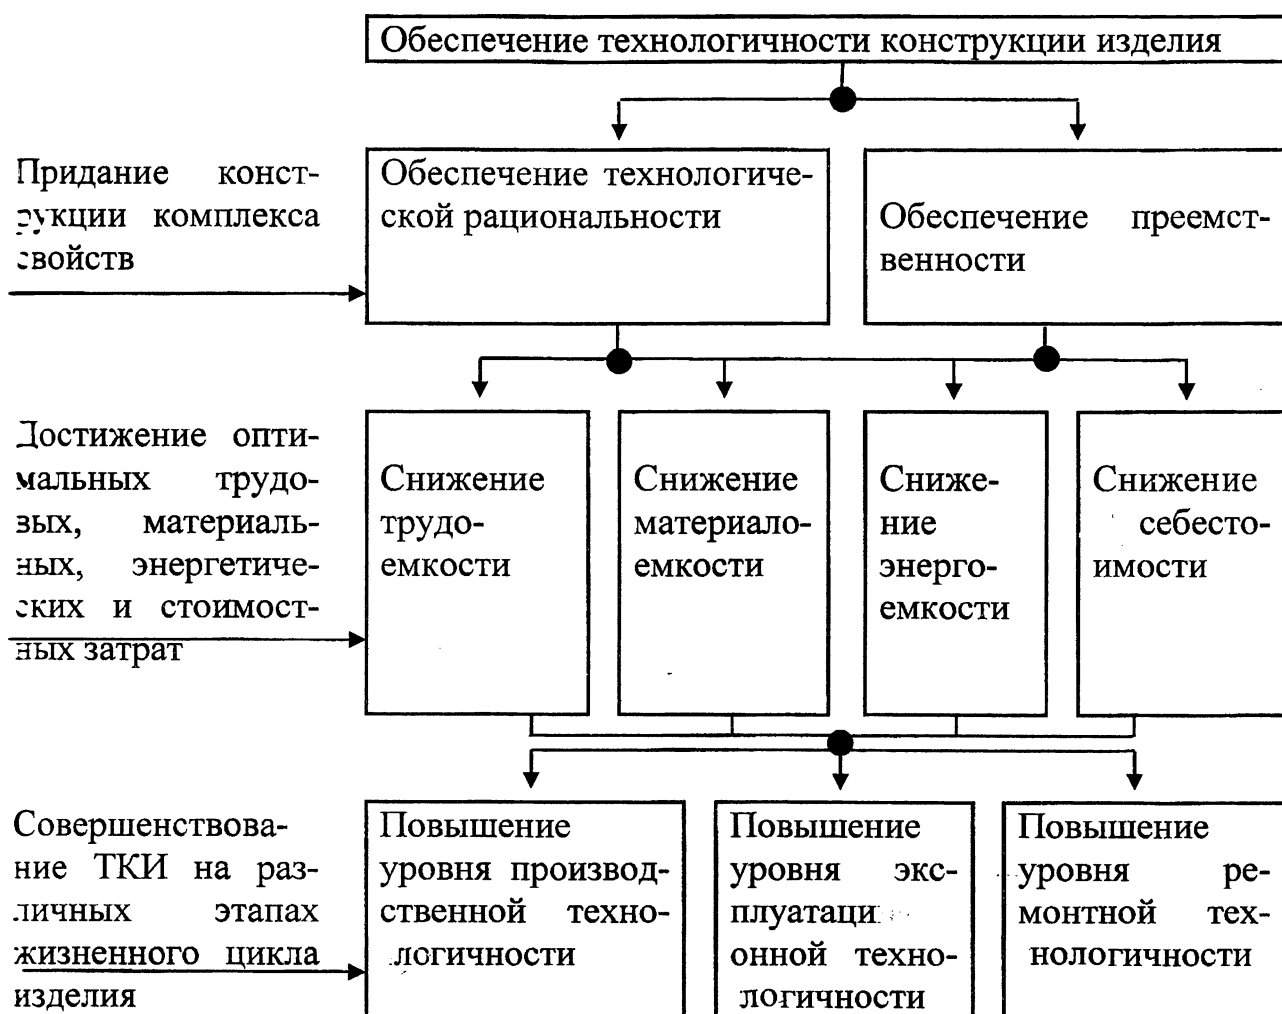 Обеспечение технологичности конструкции изделия
Придание конст-
рукции комплекса
свойств
Обеспечение технологиче-
ской рациональности
Обеспечение преемст-
венности
Достижение опти-
мальных трудо-
вых, материаль-
ных, энергетиче-
ских и стоимост-
ных затрат
Снижение
трудо-
емкости
Снижение
материало-
емкости
Сниже-
ние
энерго-
емкости
Снижение
себесто-
имости
Совершенствова-
ние ТКИ на раз-
личных этапах
жизненного цикла
изделия
Повышение
уровня производ-
ственной техно-
логичности
Повышение
уровня экс-
плуатаци
онной техно-
логичности
Повышение
уровня ре-
монтной тех-
нологичности